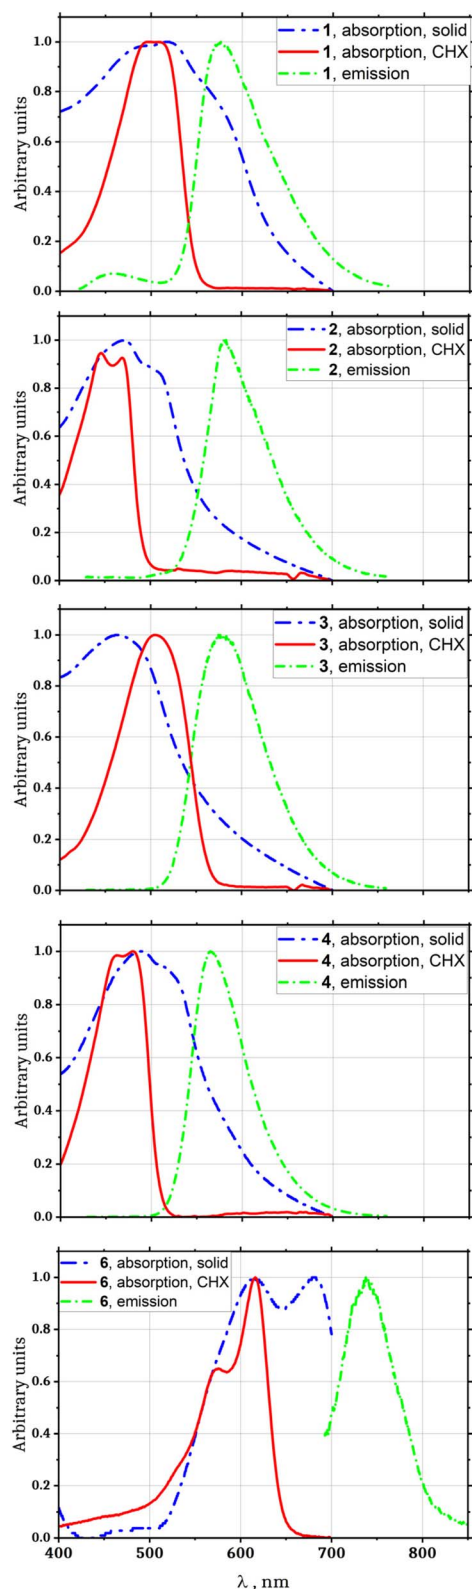 1, absorption, solid
1, absorption, CHX
1, emission
Arbitrary units
1.0
0.8
0.6
0.4
0.2
0.0
2, absorption, solid
2, absorption, CHX
2, emission
Arbitrary units
1.0
0.8
0.6
0.4
0.2
0.0
3, absorption, solid
3, absorption, CHX
3, emission
Arbitrary units
1.0
0.8
0.6
0.4
0.2
0.0
4, absorption, solid
4, absorption, CHX
4, emission
Arbitrary units
1.0
0.8
0.6
0.4
0.2
0.0
6, absorption, solid
6, absorption, CHX
6, emission
Arbitrary units
1.0
0.8
0.6
0.4
0.2
0.0
400 500 600 700 800
λ , nm